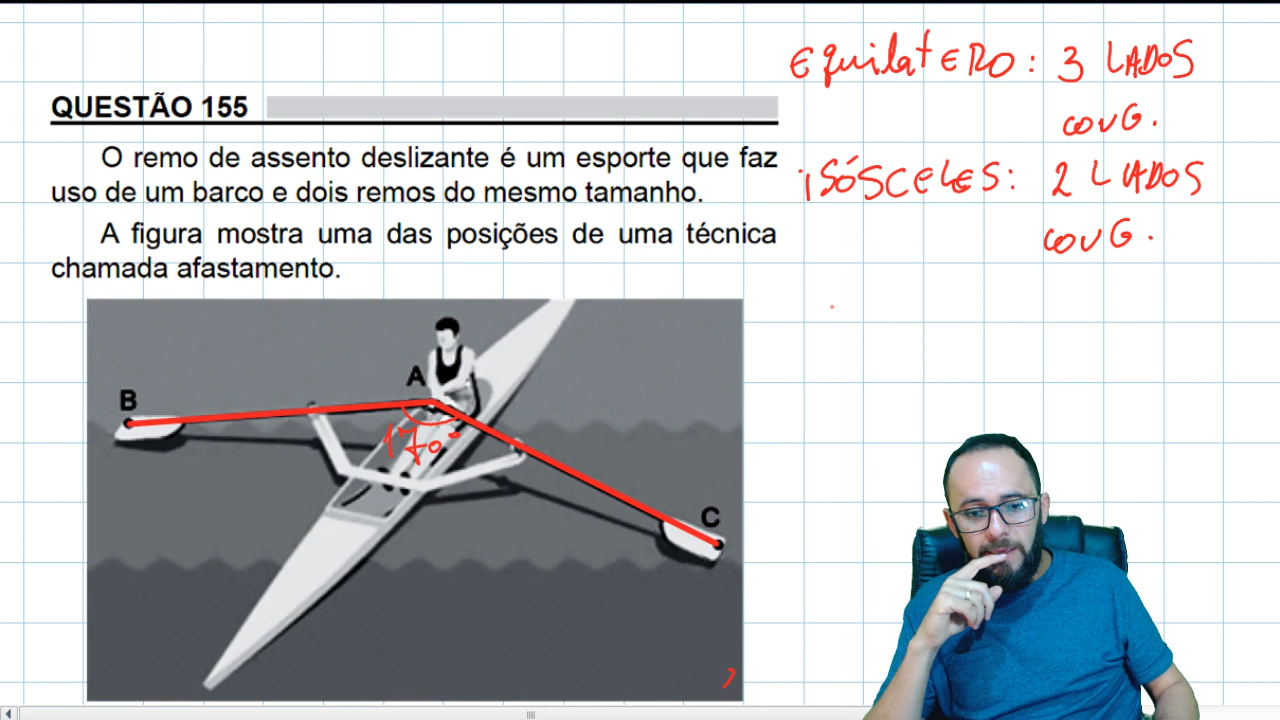 QUESTÃO 155
O remo de assento deslizante é um esporte que faz
uso de um barco e dois remos do mesmo tamanho.
A figura mostra uma das posições de uma técnica
chamada afastamento.
A
B
170°
C
EquilátERO: 3 LADOS
conG.
iSÓSCELES: 2 LADOS
conG.